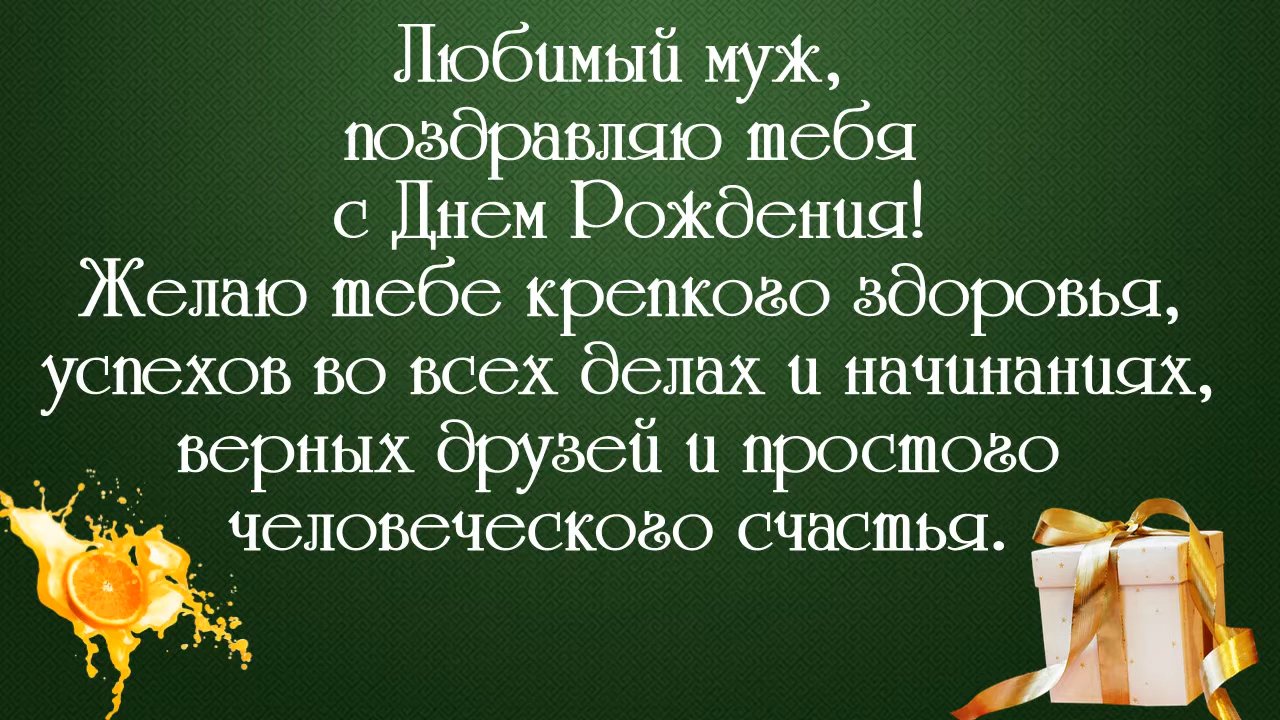 Любимый муж,
поздравляю тебя
с Днем Рождения!
Желаю тебе крепкого здоровья,
успехов во всех делах и начинаниях,
верных друзей и простого
человеческого счастья.